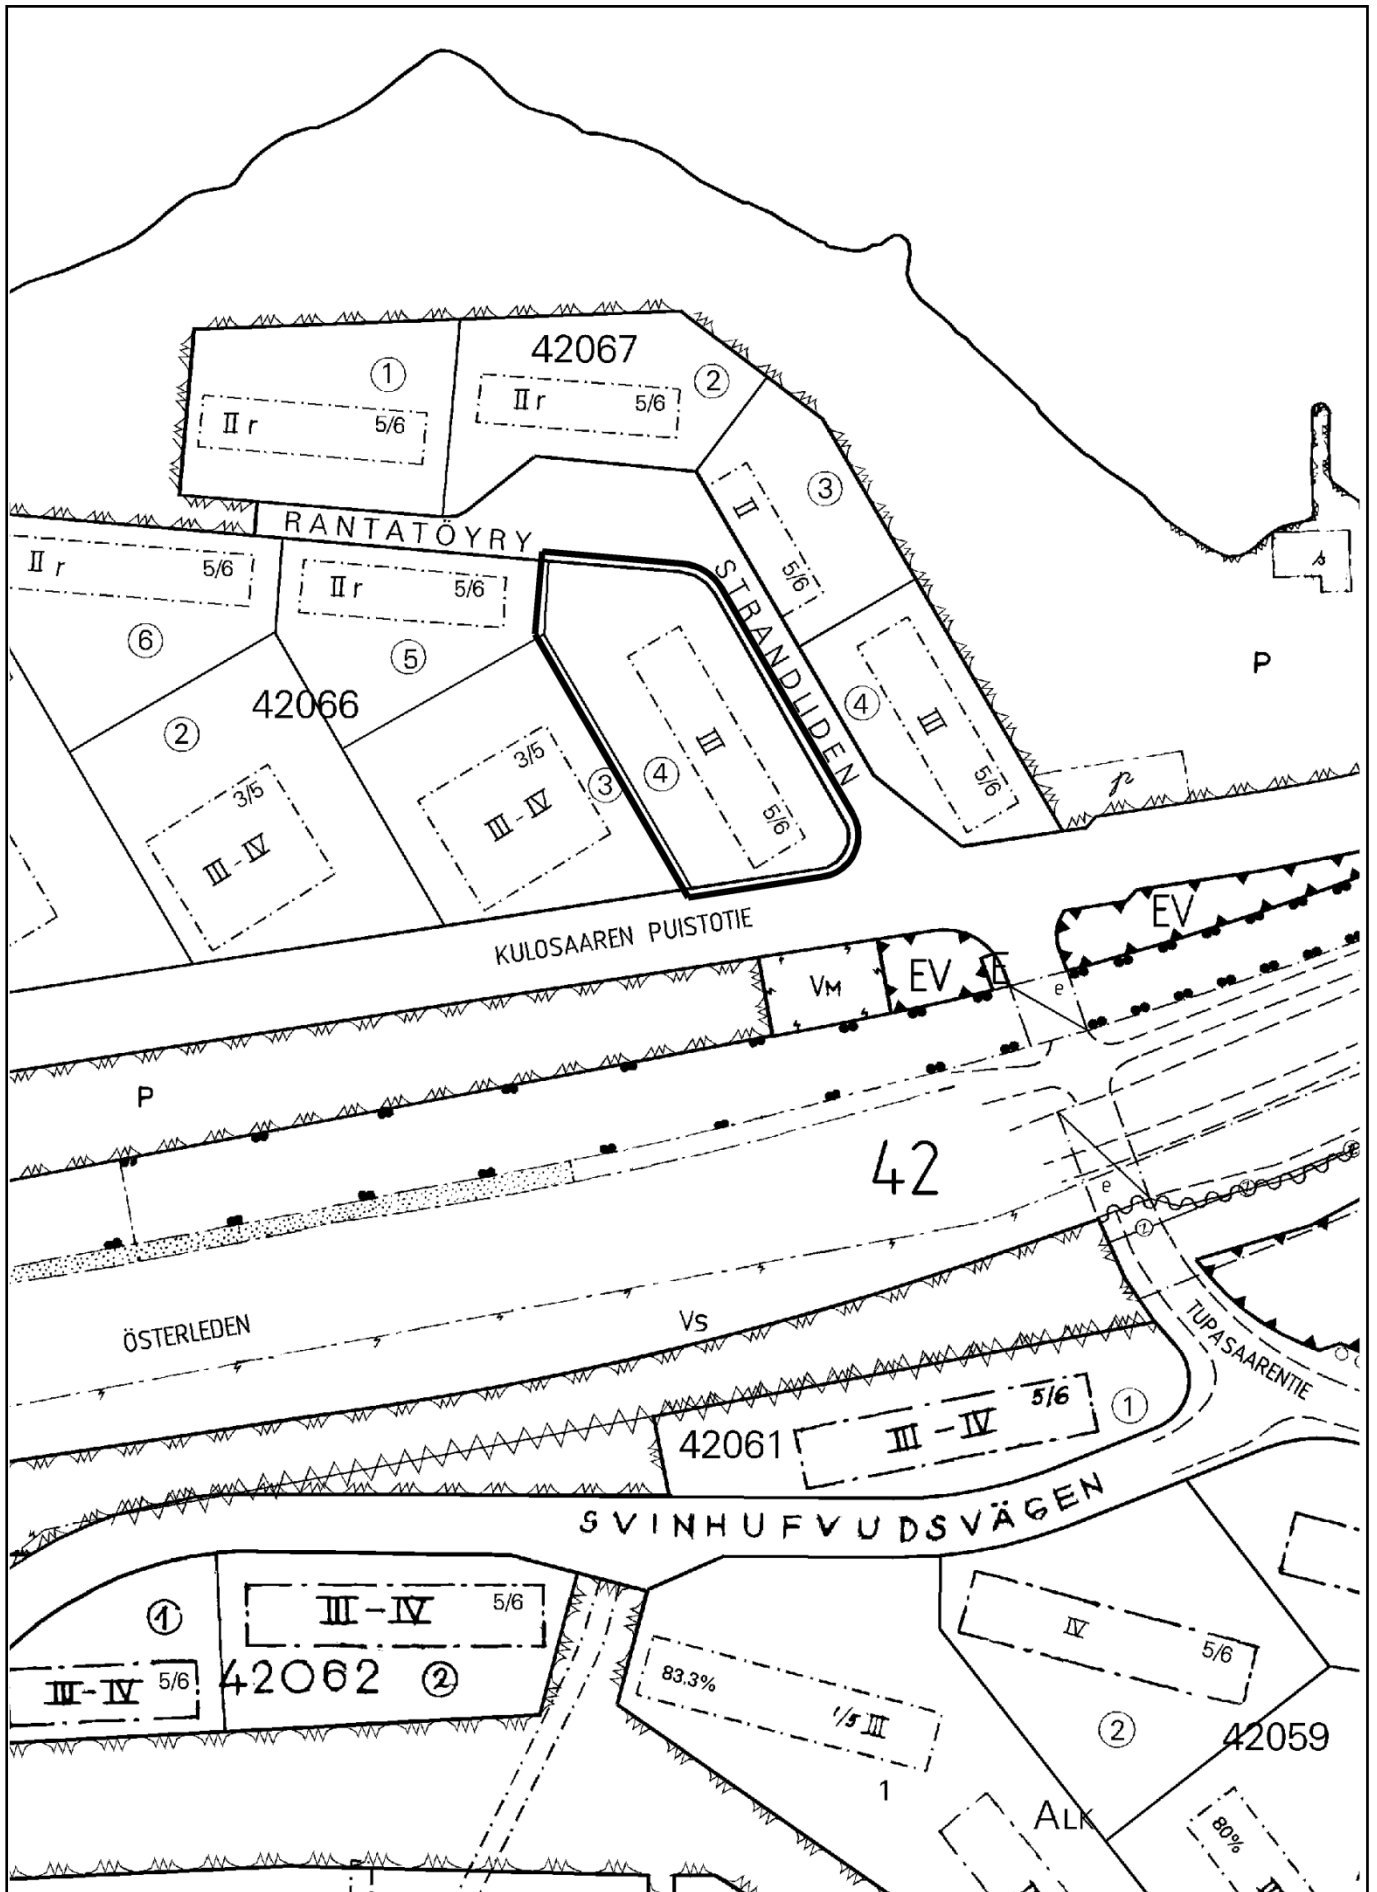 42067
1
2
II r 5/6
II r 5/6
3
II
5/6
RANTATÖYRY
STRANDLIDEN
s
II r 5/6
II r 5/6
6
5
P
42066
2
4
III
5/6
3/5
III-IV
3/5
III-IV
3
4
III
5/6
p
KULOSAAREN PUISTOTIE
EV
VM
EV
E
e
P
42
e
z
z
ÖSTERLEDEN
VS
TUPASAARENTIE
5/6
III-IV
1
42061
SVINHUFVUDSVÄGEN
1
III-IV 5/6
III-IV 5/6
42062
2
IV
5/6
83.3%
1/5 III
2
42059
1
ALK
80%